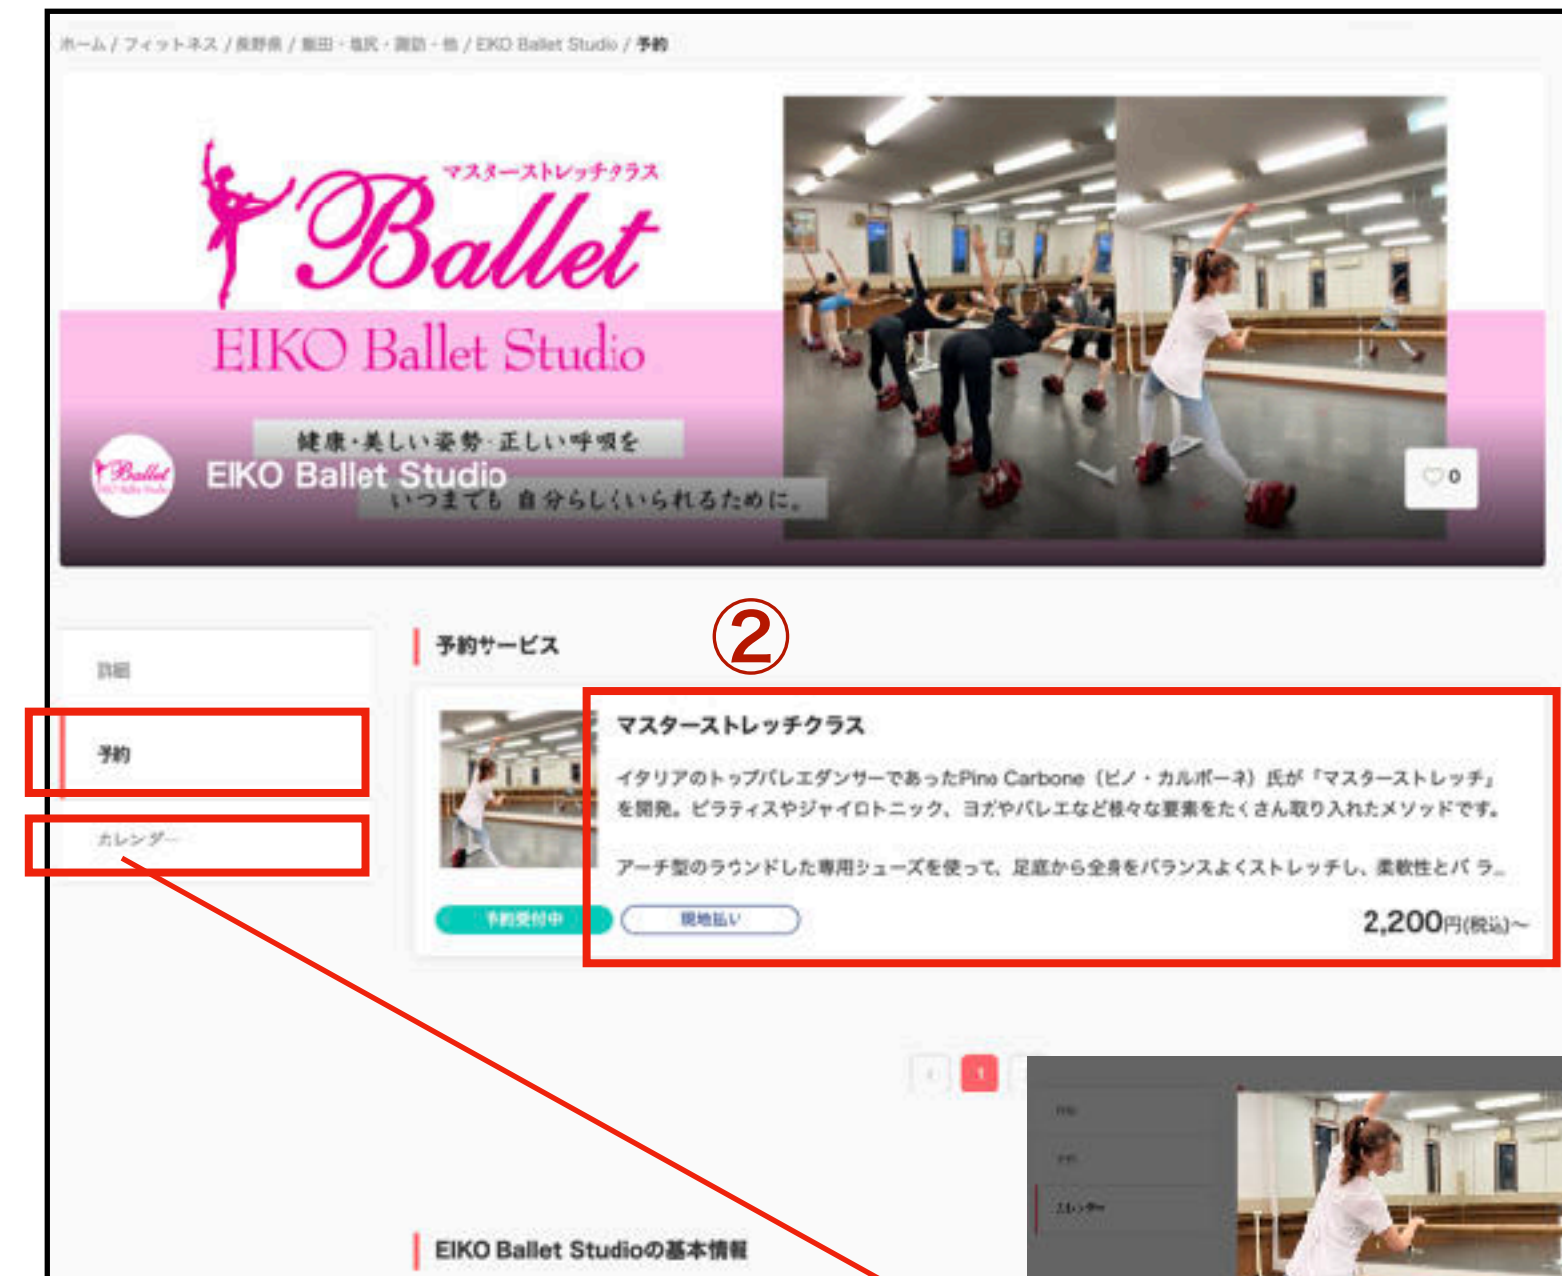 ホーム / フィットネス / 長野県 / 飯田・塩尻・諏訪・他 / EIKO Ballet Studio / 予約
マスターストレッチクラス
Ballet
EIKO Ballet Studio
健康・美しい姿勢・正しい呼吸を
EIKO Ballet Studio
いつまでも 自分らしくいられるために。
Ballet
0
②
予約サービス
詳細
予約
カレンダー
マスターストレッチクラス
イタリアのトップバレエダンサーであったPino Carbone（ピノ・カルボーネ）氏が『マスターストレッチ』
を開発。ピラティスやジャイロトニック、ヨガやバレエなど様々な要素をたくさん取り入れたメソッドです。
アーチ型のラウンドした専用シューズを使って、足底から全身をバランスよくストレッチし、柔軟性とバラ...
予約受付中
現地払い
2,200円(税込)～
1
詳細
予約
カレンダー
EIKO Ballet Studioの基本情報